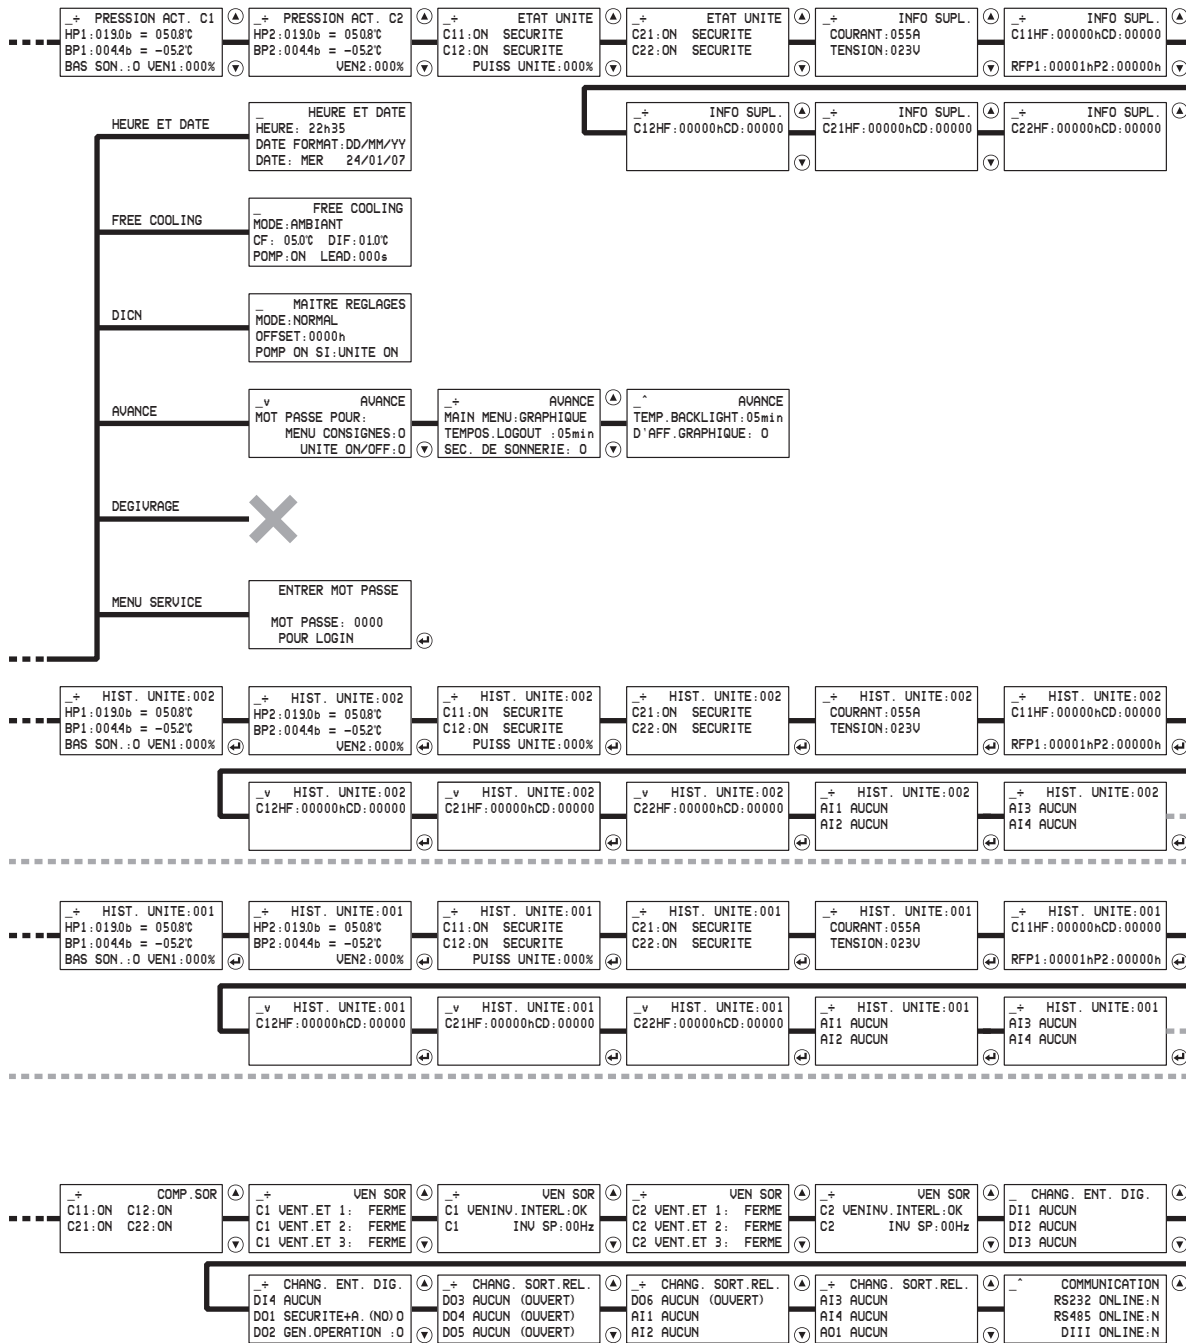 _÷ PRESSION ACT. C1
HP1:019.0b = 050.8℃
BP1:004.4b = -05.2℃
BAS SON.:O VEN1:000%
_÷ PRESSION ACT. C2
HP2:019.0b = 050.8℃
BP2:004.4b = -05.2℃
VEN2:000%
_÷ ETAT UNITE
C11:ON SECURITE
C12:ON SECURITE
PUISS UNITE:000%
_÷ ETAT UNITE
C21:ON SECURITE
C22:ON SECURITE
_÷ INFO SUPL.
COURANT:055A
TENSION:023V
_÷ INFO SUPL.
C11HF:00000hCD:00000
RFP1:00001hP2:00000h
_÷ INFO SUPL.
C12HF:00000hCD:00000
_÷ INFO SUPL.
C21HF:00000hCD:00000
_÷ INFO SUPL.
C22HF:00000hCD:00000
HEURE ET DATE
_ HEURE ET DATE
HEURE: 22h35
DATE FORMAT:DD/MM/YY
DATE: MER 24/01/07
FREE COOLING
_ FREE COOLING
MODE:AMBIANT
CF: 05.0℃ DIF:01.0℃
POMP:ON LEAD:000s
DICN
_ MAITRE REGLAGES
MODE:NORMAL
OFFSET:0000h
POMP ON SI:UNITE ON
AVANCE
_v AVANCE
MOT PASSE POUR:
MENU CONSIGNES:O
UNITE ON/OFF:O
_÷ AVANCE
MAIN MENU:GRAPHIQUE
TEMPOS.LOGOUT :05min
SEC. DE SONNERIE: O
_^ AVANCE
TEMP.BACKLIGHT:05min
D'AFF.GRAPHIQUE: O
DEGIVRAGE
MENU SERVICE
ENTRER MOT PASSE
MOT PASSE: 0000
POUR LOGIN
_÷ HIST. UNITE:002
HP1:019.0b = 050.8℃
BP1:004.4b = -05.2℃
BAS SON.:O VEN1:000%
_÷ HIST. UNITE:002
HP2:019.0b = 050.8℃
BP2:004.4b = -05.2℃
VEN2:000%
_÷ HIST. UNITE:002
C11:ON SECURITE
C12:ON SECURITE
PUISS UNITE:000%
_÷ HIST. UNITE:002
C21:ON SECURITE
C22:ON SECURITE
_÷ HIST. UNITE:002
COURANT:055A
TENSION:023V
_÷ HIST. UNITE:002
C11HF:00000hCD:00000
RFP1:00001hP2:00000h
_v HIST. UNITE:002
C12HF:00000hCD:00000
_v HIST. UNITE:002
C21HF:00000hCD:00000
_v HIST. UNITE:002
C22HF:00000hCD:00000
_÷ HIST. UNITE:002
AI1 AUCUN
AI2 AUCUN
_÷ HIST. UNITE:002
AI3 AUCUN
AI4 AUCUN
_÷ HIST. UNITE:001
HP1:019.0b = 050.8℃
BP1:004.4b = -05.2℃
BAS SON.:O VEN1:000%
_÷ HIST. UNITE:001
HP2:019.0b = 050.8℃
BP2:004.4b = -05.2℃
VEN2:000%
_÷ HIST. UNITE:001
C11:ON SECURITE
C12:ON SECURITE
PUISS UNITE:000%
_÷ HIST. UNITE:001
C21:ON SECURITE
C22:ON SECURITE
_÷ HIST. UNITE:001
COURANT:055A
TENSION:023V
_÷ HIST. UNITE:001
C11HF:00000hCD:00000
RFP1:00001hP2:00000h
_v HIST. UNITE:001
C12HF:00000hCD:00000
_v HIST. UNITE:001
C21HF:00000hCD:00000
_v HIST. UNITE:001
C22HF:00000hCD:00000
_÷ HIST. UNITE:001
AI1 AUCUN
AI2 AUCUN
_÷ HIST. UNITE:001
AI3 AUCUN
AI4 AUCUN
_÷ COMP.SOR
C11:ON C12:ON
C21:ON C22:ON
_÷ VEN SOR
C1 VENT.ET 1: FERME
C1 VENT.ET 2: FERME
C1 VENT.ET 3: FERME
_÷ VEN SOR
C1 VENINV.INTERL:OK
C1 INV SP:00Hz
_÷ VEN SOR
C2 VENT.ET 1: FERME
C2 VENT.ET 2: FERME
C2 VENT.ET 3: FERME
_÷ VEN SOR
C2 VENINV.INTERL:OK
C2 INV SP:00Hz
_ CHANG. ENT. DIG.
DI1 AUCUN
DI2 AUCUN
DI3 AUCUN
_÷ CHANG. ENT. DIG.
DI4 AUCUN
DO1 SECURITE+A.(NO)O
DO2 GEN.OPERATION :O
_÷ CHANG. SORT.REL.
DO3 AUCUN (OUVERT)
DO4 AUCUN (OUVERT)
DO5 AUCUN (OUVERT)
_÷ CHANG. SORT.REL.
DO6 AUCUN (OUVERT)
AI1 AUCUN
AI2 AUCUN
_÷ CHANG. SORT.REL.
AI3 AUCUN
AI4 AUCUN
AO1 AUCUN
_^ COMMUNICATION
RS232 ONLINE:N
RS485 ONLINE:N
DIII ONLINE:N